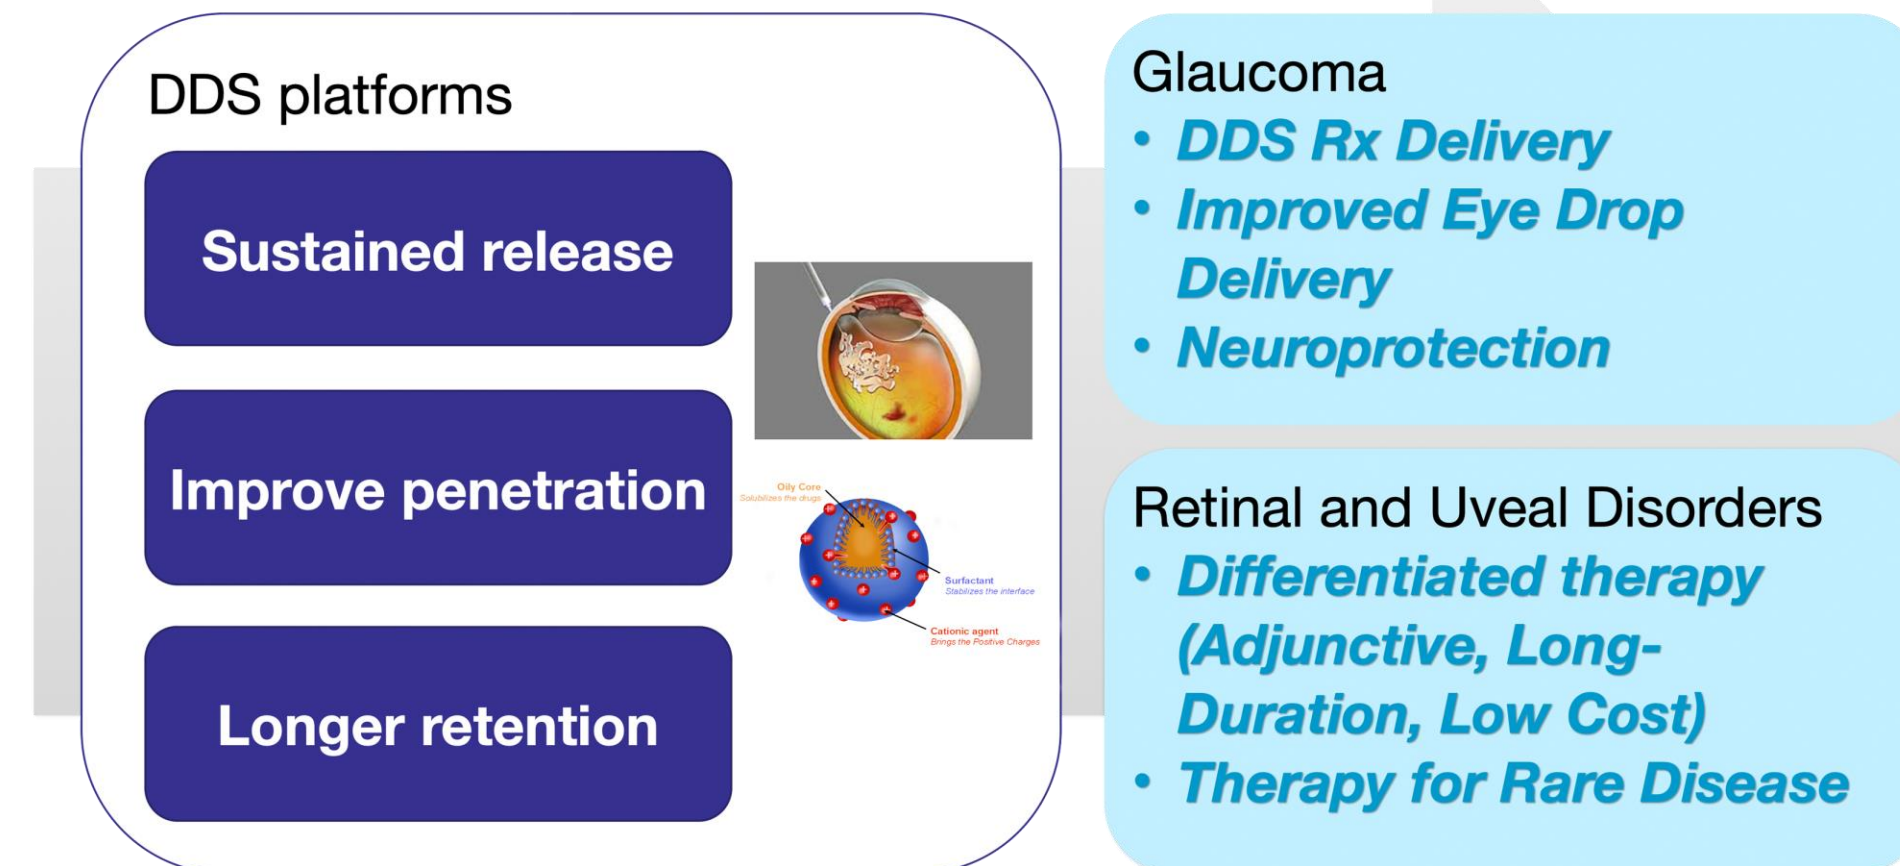 DDS platforms
Sustained release
Improve penetration
Longer retention
Oily Core
Solubilizes the drugs
Surfactant
Stabilizes the interface
Cationic agent
Brings the Positive Charges
Glaucoma
• DDS Rx Delivery
• Improved Eye Drop
Delivery
• Neuroprotection
Retinal and Uveal Disorders
• Differentiated therapy
(Adjunctive, Long-
Duration, Low Cost)
• Therapy for Rare Disease